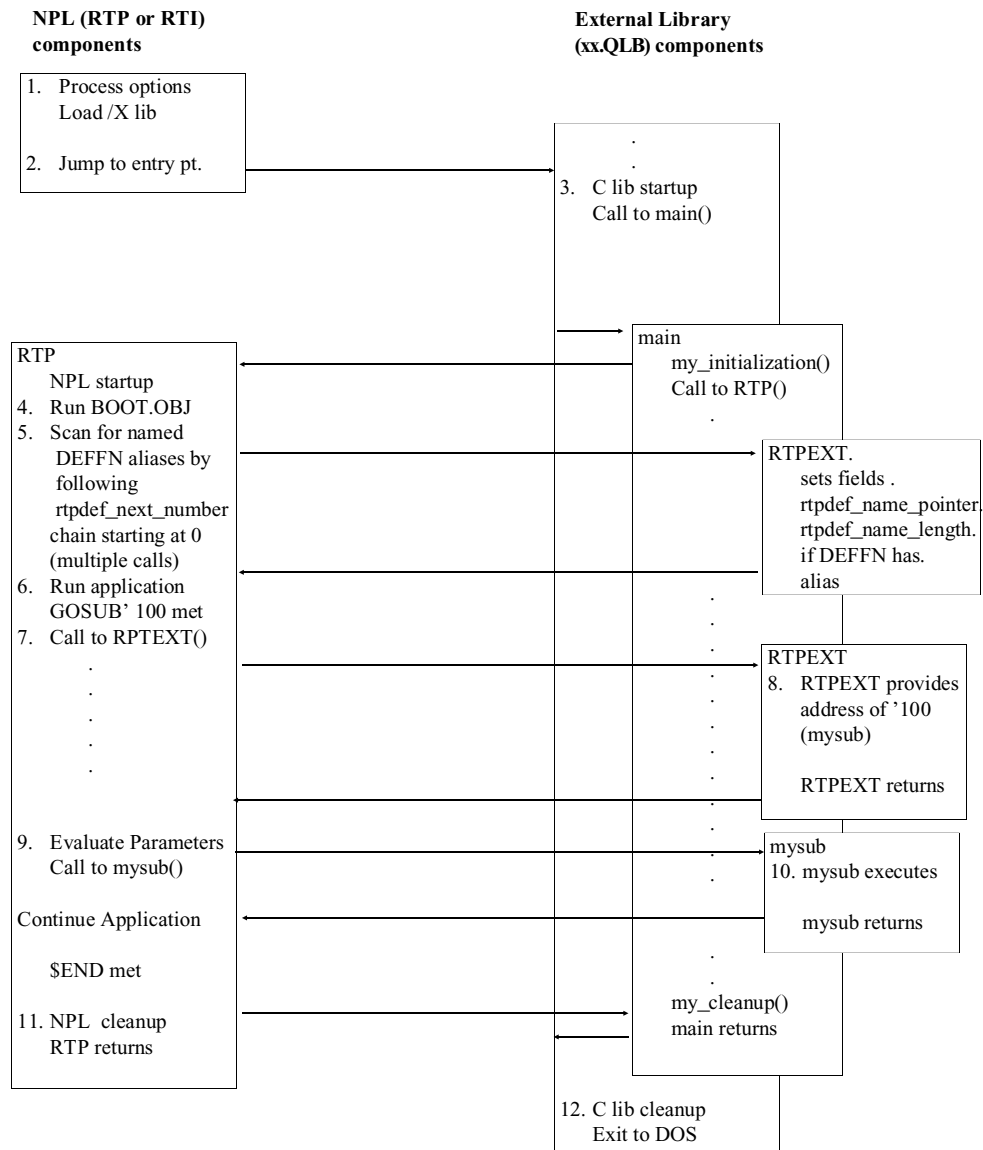 NPL (RTP or RTI)
components
External Library
(xx.QLB) components
1. Process options
Load /X lib
2. Jump to entry pt.
.
.
3. C lib startup
Call to main()
main
my_initialization()
Call to RTP()
.
RTP
NPL startup
4. Run BOOT.OBJ
5. Scan for named
DEFFN aliases by
following
rtpdef_next_number
chain starting at 0
(multiple calls)
6. Run application
GOSUB’ 100 met
7. Call to RPTEXT()
.
.
.
.
.
RTPEXT.
sets fields .
rtpdef_name_pointer.
rtpdef_name_length.
if DEFFN has.
alias
RTPEXT
8. RTPEXT provides
address of ’100
(mysub)
RTPEXT returns
9. Evaluate Parameters
Call to mysub()
mysub
10. mysub executes
mysub returns
Continue Application
$END met
11. NPL cleanup
RTP returns
.
.
my_cleanup()
main returns
12. C lib cleanup
Exit to DOS